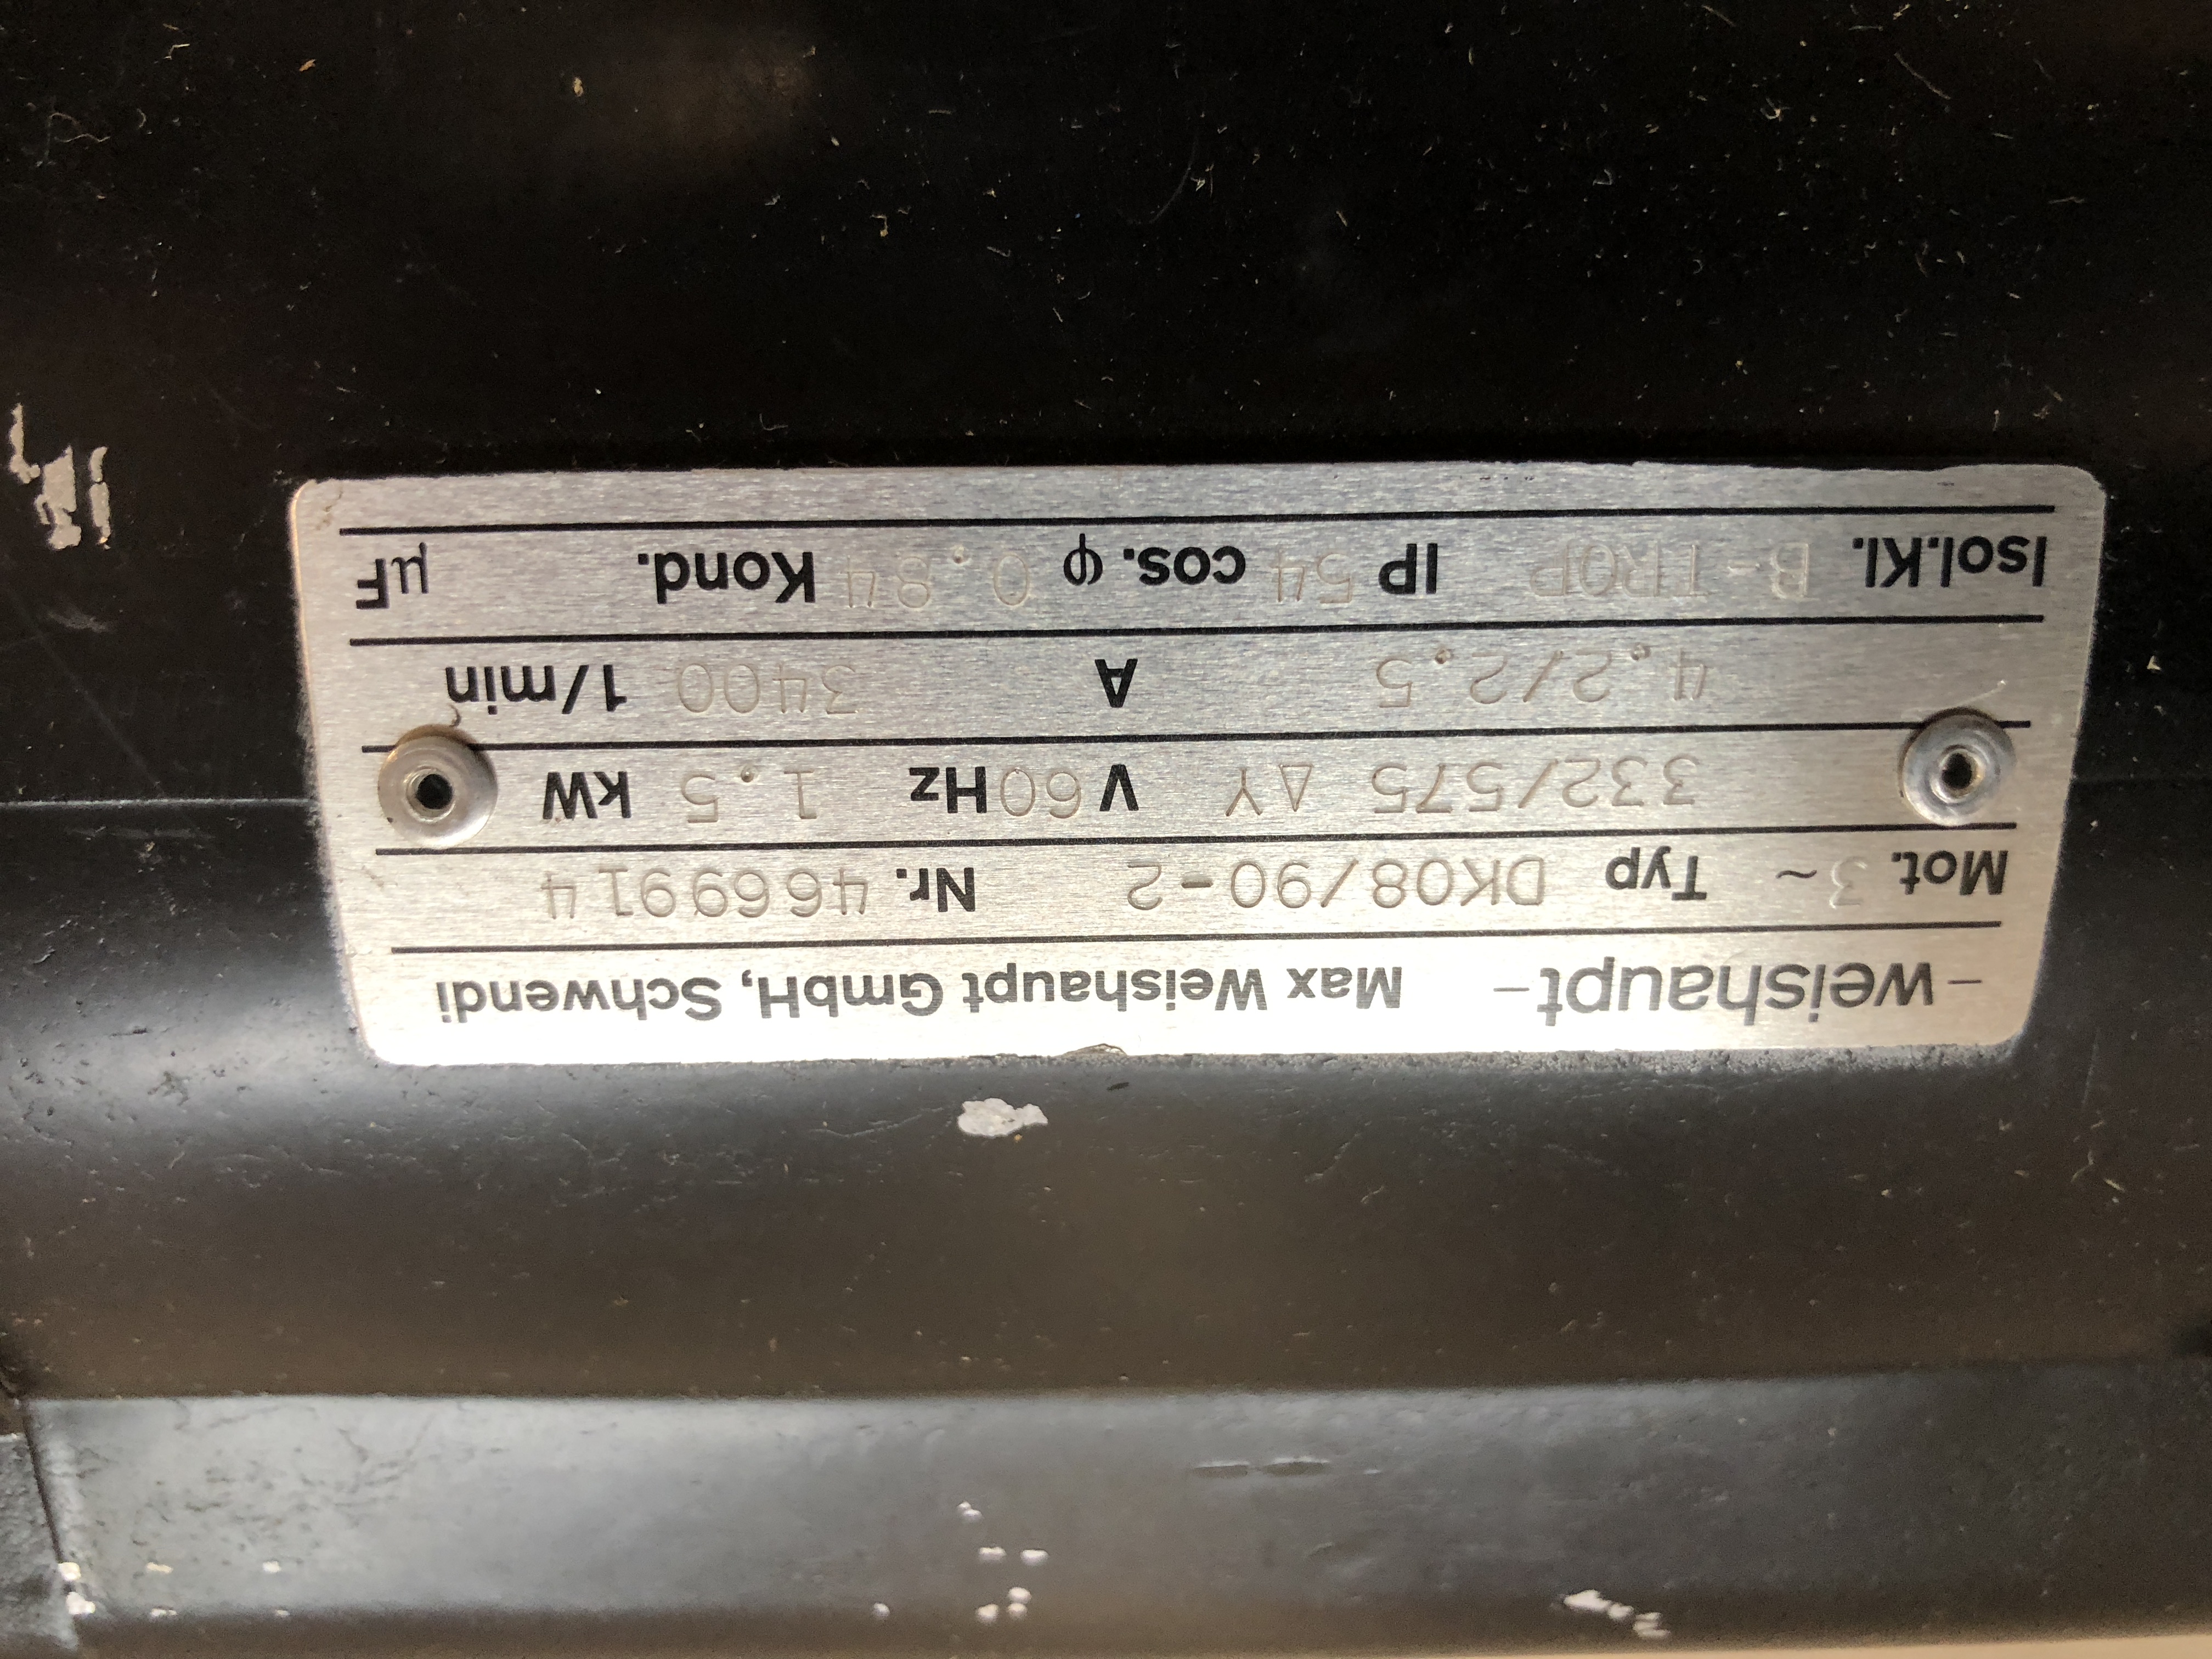 -weishaupt- Max Weishaupt GmbH, Schwendi
Mot. 3~ Typ DK08/90-2 Nr. 4669914
332/575 ΔY V 60 Hz 1.5 kW
4.2/2.5 A 3400 1/min
Isol.Kl. B-TROP IP 54 cos. φ 0.84 Kond. µF